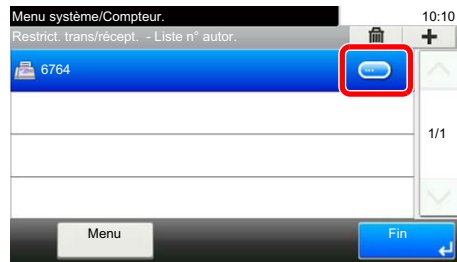 Menu système/Compteur.
10:10
Restrict. trans/récept. - Liste n° autor.
6764
1/1
Menu
Fin